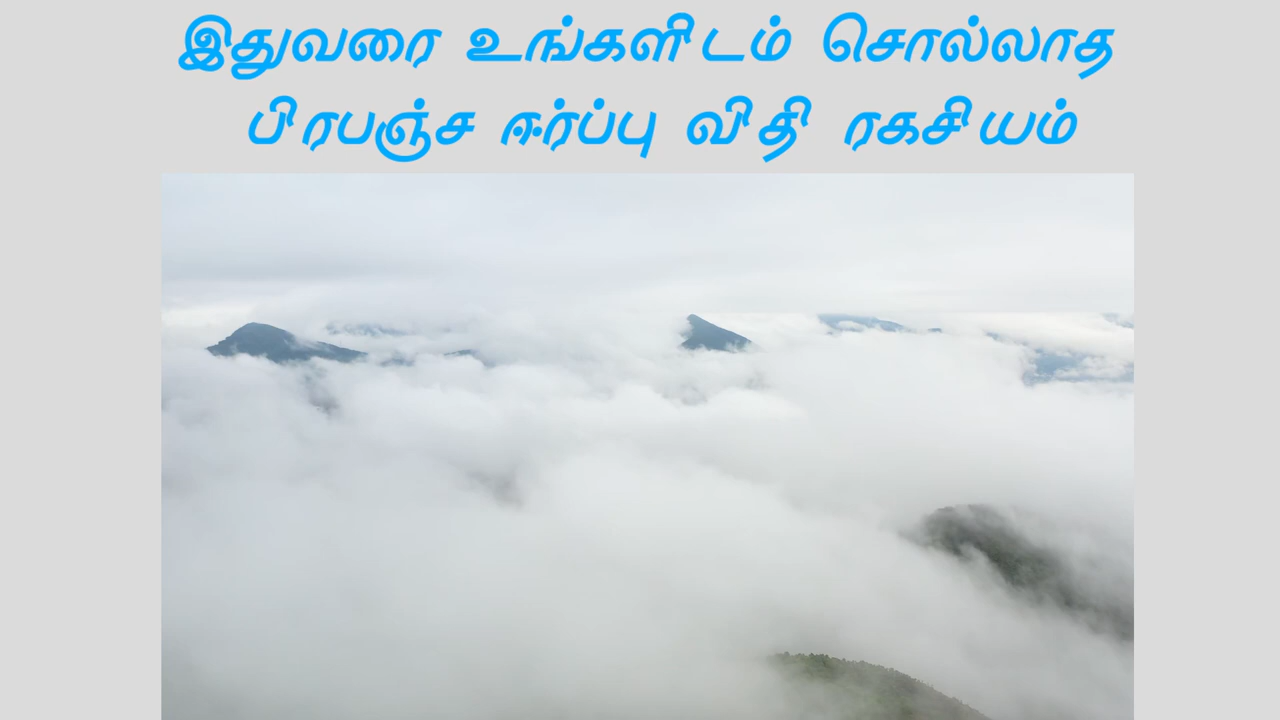 இதுவரை உங்களிடம் சொல்லாத
பிரபஞ்ச ஈர்ப்பு விதி ரகசியம்